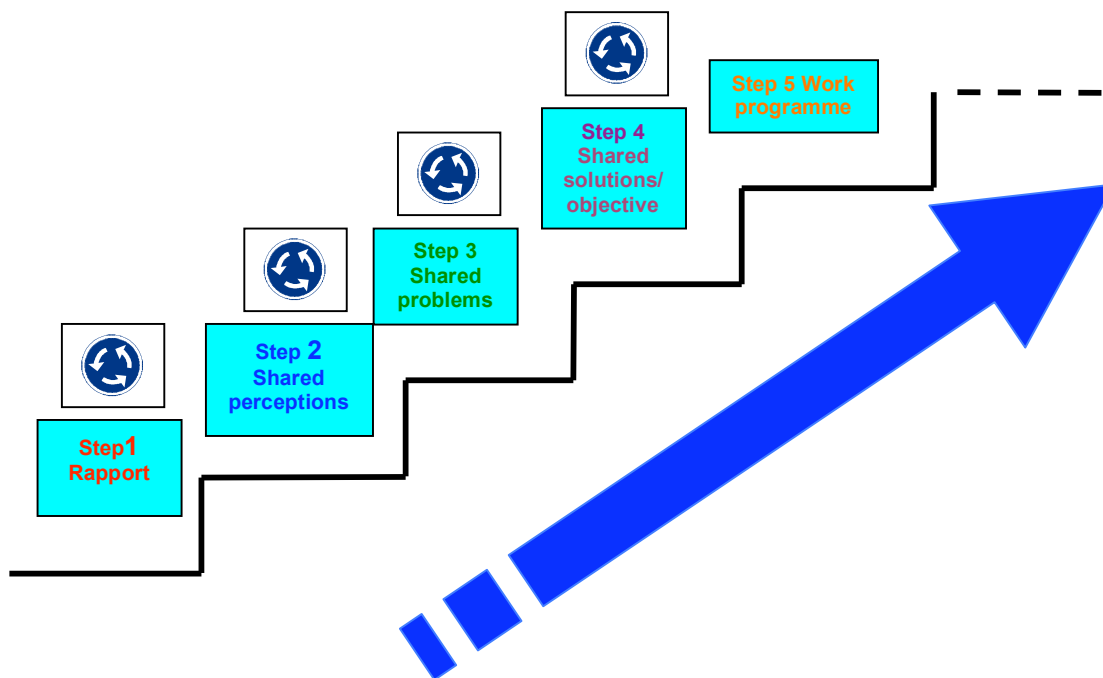 Step1
Rapport
Step 2
Shared
perceptions
Step 3
Shared
problems
Step 4
Shared
solutions/
objective
Step 5 Work
programme